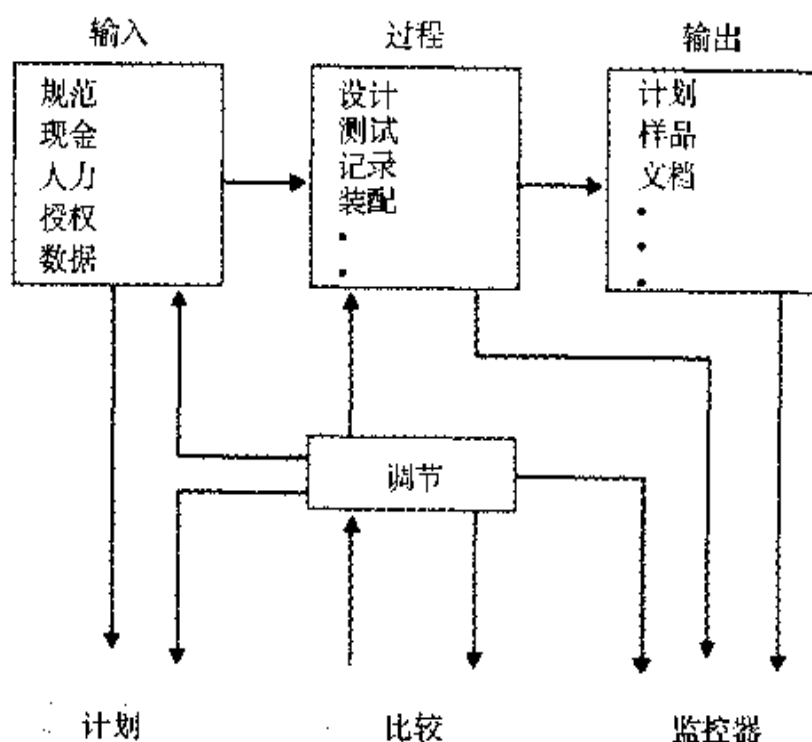 输入
过程
输出
规范
现金
人力
授权
数据
设计
测试
记录
装配
计划
样品
文档
调节
计划
比较
监控器